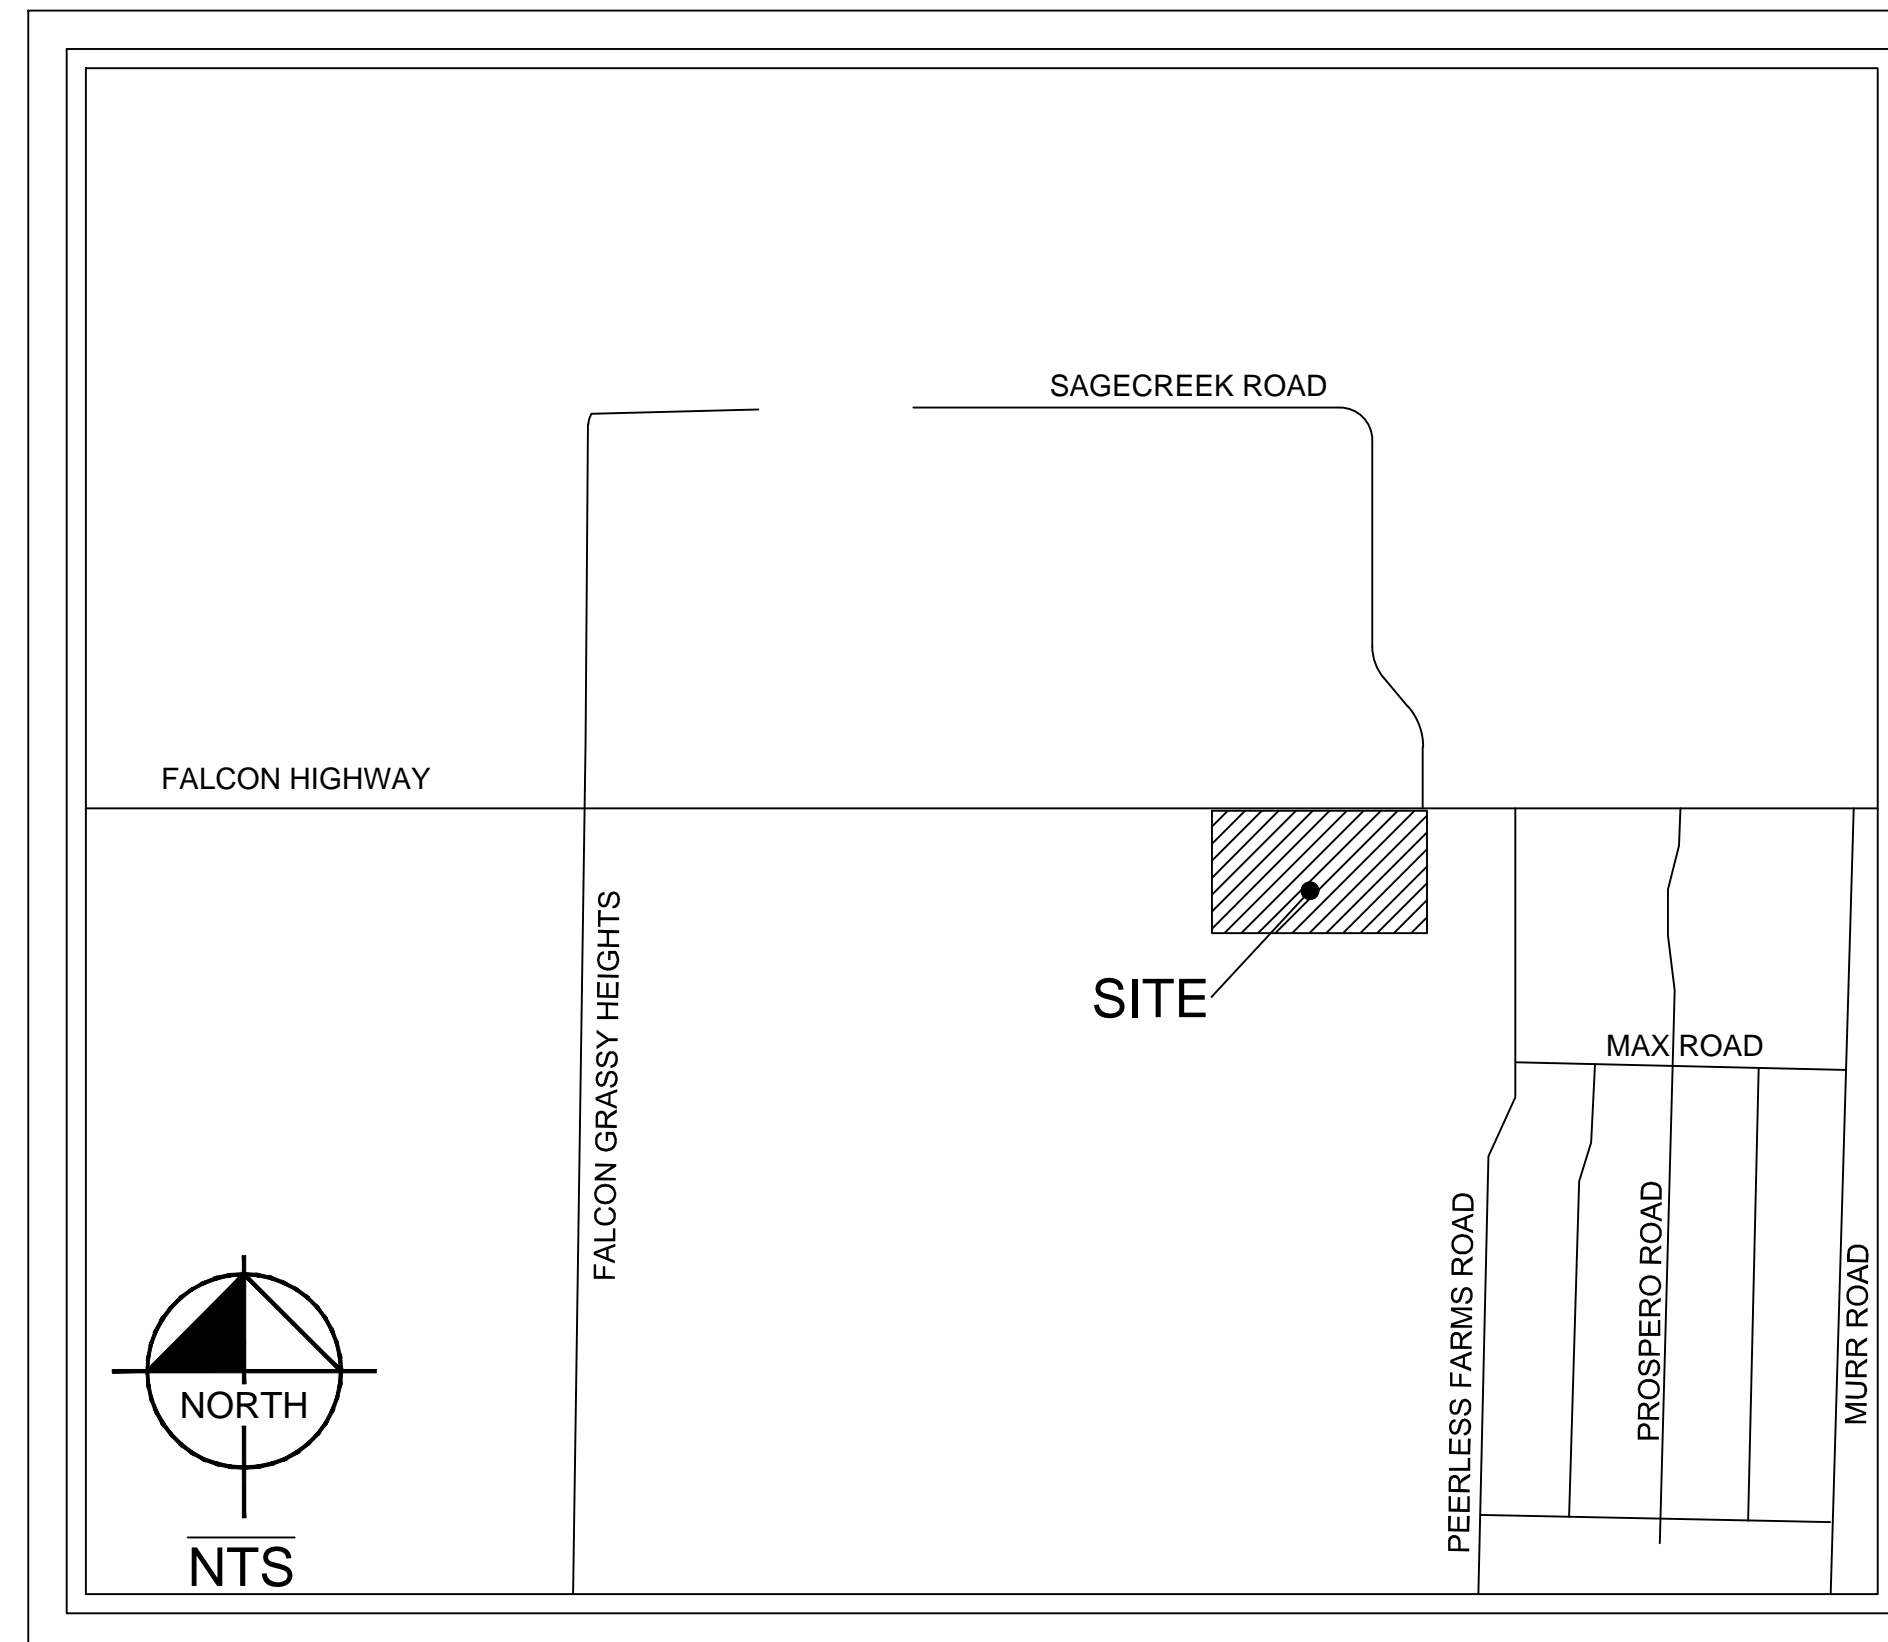 SAGECREEK ROAD
FALCON HIGHWAY
FALCON GRASSY HEIGHTS
SITE
MAX ROAD
PEERLESS FARMS ROAD
PROSPERO ROAD
MURR ROAD
NORTH
NTS